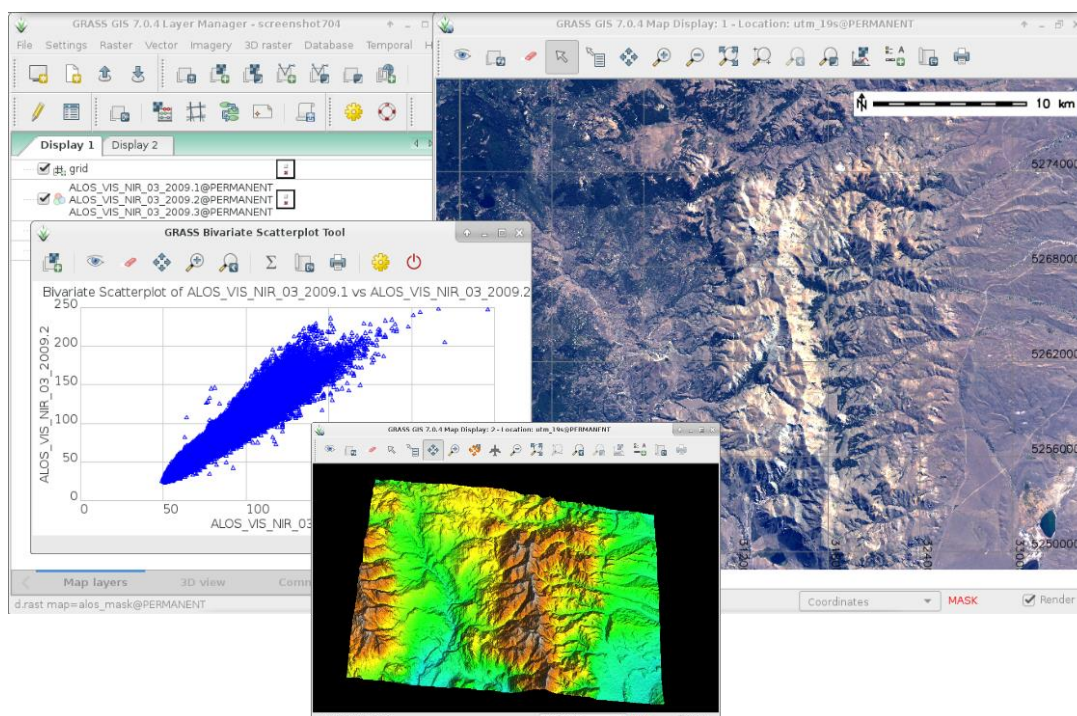 GRASS GIS 7.0.4 Layer Manager - screenshot704
File Settings Raster Vector Imagery 3D raster Database Temporal H
Display 1 Display 2
grid
ALOS_VIS_NIR_03_2009.1@PERMANENT
ALOS_VIS_NIR_03_2009.2@PERMANENT
ALOS_VIS_NIR_03_2009.3@PERMANENT
GRASS Bivariate Scatterplot Tool
Bivariate Scatterplot of ALOS_VIS_NIR_03_2009.1 vs ALOS_VIS_NIR_03_2009.2
250
200
150
100
50
0
ALOS_VIS_NIR_03_2009.2
0 50 100
ALOS_VIS_NIR_03
Map layers 3D view Comm
d.rast map=alos_mask@PERMANENT
GRASS GIS 7.0.4 Map Display: 1 - Location: utm_19s@PERMANENT
N 10 km
5274000
5268000
5262000
5256000
5250000
Coordinates MASK Render
GRASS GIS 7.0.4 Map Display: 2 - Location: utm_19s@PERMANENT